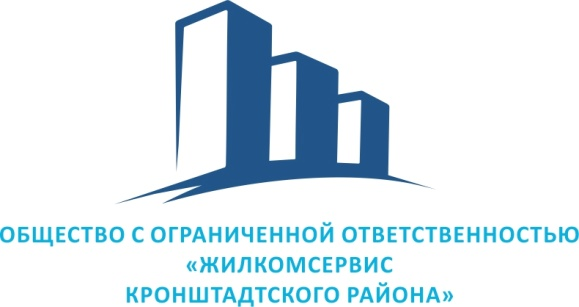 ОБЩЕСТВО С ОГРАНИЧЕННОЙ ОТВЕТСТВЕННОСТЬЮ
«ЖИЛКОМСЕРВИС
КРОНШТАДТСКОГО РАЙОНА»